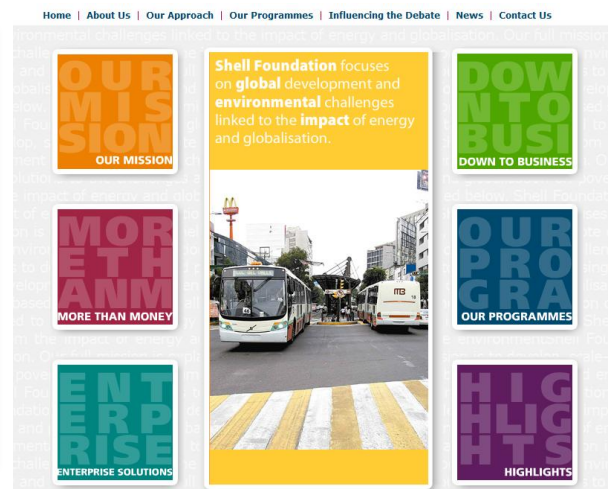 Home | About Us | Our Approach | Our Programmes | Influencing the Debate | News | Contact Us
OUR
MIS
SION
OUR MISSION
Shell Foundation focuses
on global development and
environmental challenges
linked to the impact of energy
and globalisation.
DOW
NTO
BUSI
DOWN TO BUSINESS
MOR
ETH
ANM
MORE THAN MONEY
OUR
PRO
GRA
OUR PROGRAMMES
ENT
ERP
RISE
ENTERPRISE SOLUTIONS
HIG
HLIG
HTS
HIGHLIGHTS